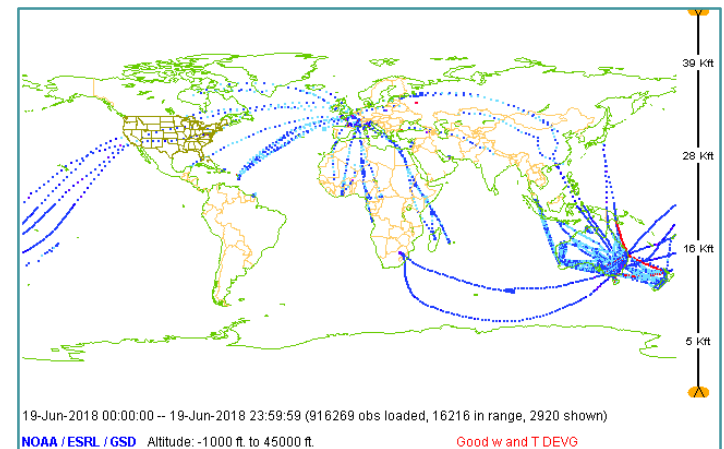 39 Kft
28 Kft
16 Kft
5 Kft
19-Jun-2018 00:00:00 -- 19-Jun-2018 23:59:59 (916269 obs loaded, 16216 in range, 2920 shown)
NOAA / ESRL / GSD Altitude: -1000 ft. to 45000 ft. Good w and T DEVG